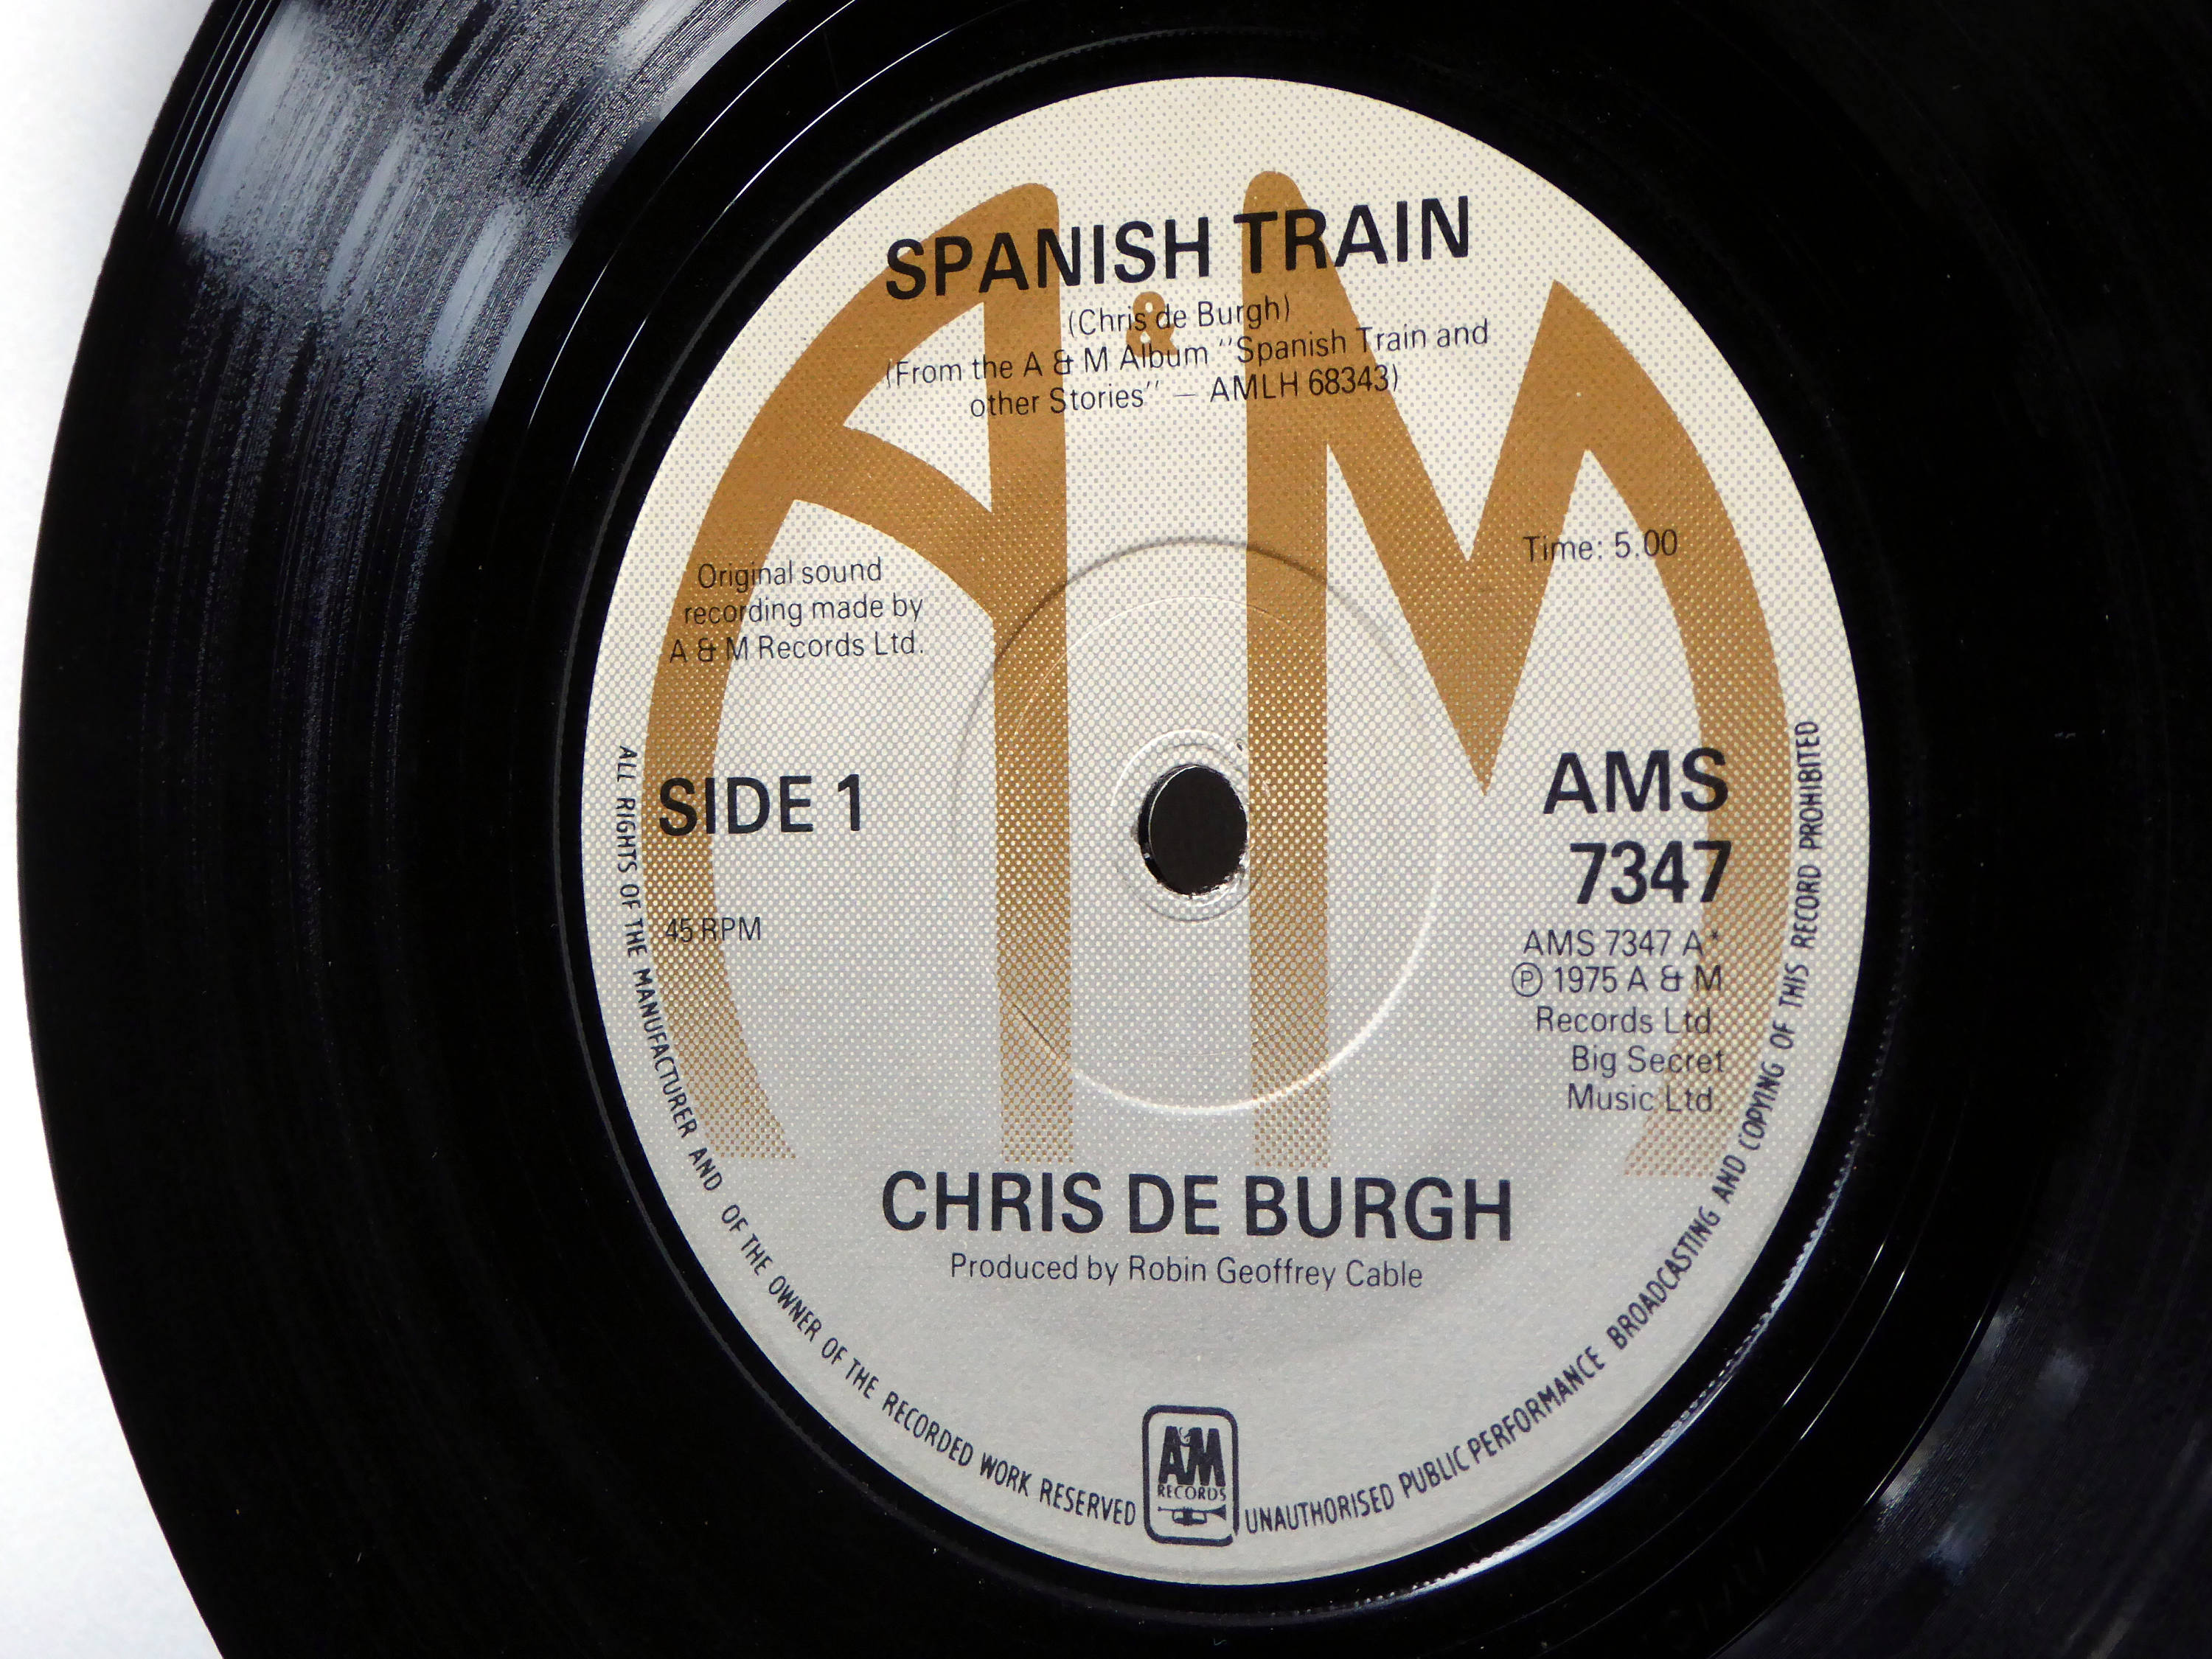 SPANISH TRAIN
(Chris de Burgh)
(From the A & M Album "Spanish Train and
other Stories" — AMLH 68343)
A & M
Time: 5.00
Original sound
recording made by
A & M Records Ltd.
SIDE 1
45 RPM
AMS
7347
AMS 7347 A*
℗ 1975 A & M
Records Ltd
Big Secret
Music Ltd.
CHRIS DE BURGH
Produced by Robin Geoffrey Cable
ALL RIGHTS OF THE MANUFACTURER AND OF THE OWNER OF THE RECORDED WORK RESERVED
A&M
RECORDS
UNAUTHORISED PUBLIC PERFORMANCE BROADCASTING AND COPYING OF THIS RECORD PROHIBITED